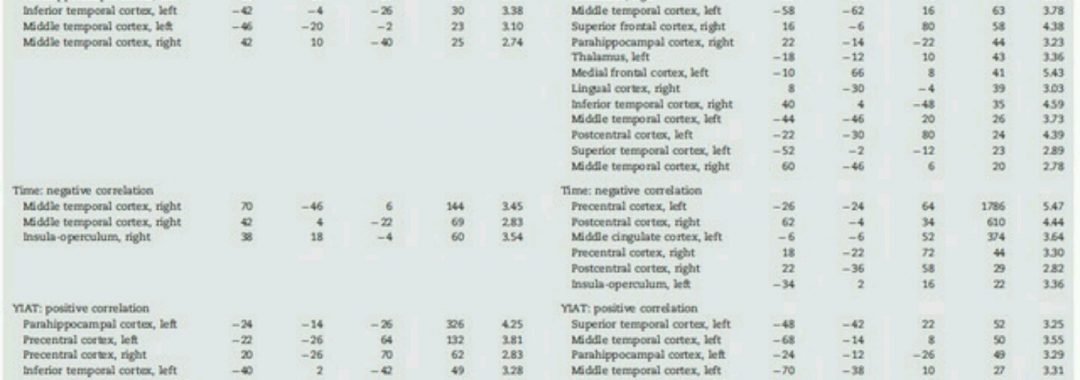 Inferior temporal cortex, left −42 −4 −26 30 3.38 Middle temporal cortex, left −58 −62 16 63 3.78
Middle temporal cortex, left −46 −20 −2 23 3.10 Superior frontal cortex, right 16 −6 80 58 4.38
Middle temporal cortex, right 42 10 −40 25 2.74 Parahippocampal cortex, right 22 −14 −22 44 3.23
Thalamus, left −18 −12 10 43 3.36
Medial frontal cortex, left −10 66 8 41 5.43
Lingual cortex, right 8 −30 −4 39 3.03
Inferior temporal cortex, right 40 4 −48 35 4.59
Middle temporal cortex, left −44 −46 20 26 3.73
Postcentral cortex, left −22 −30 80 24 4.39
Superior temporal cortex, left −52 −2 −12 23 2.89
Middle temporal cortex, right 60 −46 6 20 2.78
Time: negative correlation Time: negative correlation
Middle temporal cortex, right 70 −46 6 144 3.45 Precentral cortex, left −26 −24 64 1786 5.47
Middle temporal cortex, right 42 4 −22 69 2.83 Postcentral cortex, right 62 −4 34 610 4.44
Insula-operculum, right 38 18 −4 60 3.54 Middle cingulate cortex, left −6 −6 52 374 3.64
Precentral cortex, right 18 −22 72 44 3.30
Postcentral cortex, right 22 −36 58 29 2.82
Insula-operculum, left −34 2 16 22 3.36
YIAT: positive correlation YIAT: positive correlation
Parahippocampal cortex, left −24 −14 −26 326 4.25 Superior temporal cortex, left −48 −42 22 52 3.25
Precentral cortex, left −22 −26 64 132 3.81 Middle temporal cortex, left −68 −14 8 50 3.55
Precentral cortex, right 20 −26 70 62 2.83 Parahippocampal cortex, left −24 −12 −26 49 3.29
Inferior temporal cortex, left −40 2 −42 49 3.28 Middle temporal cortex, left −70 −38 10 27 3.31